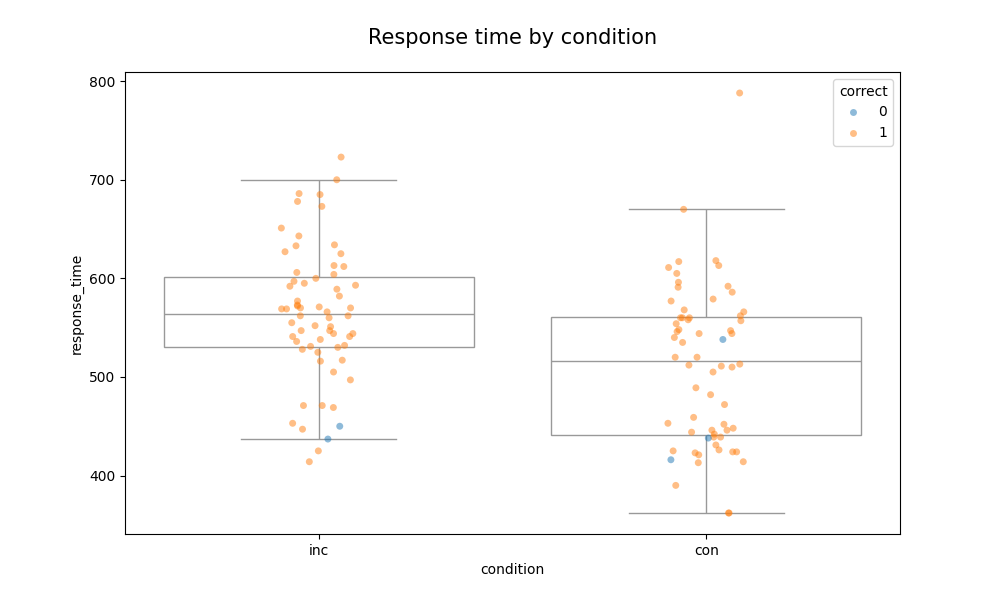 Response time by condition
correct
0
1
800
700
600
500
400
response_time
inc
con
condition